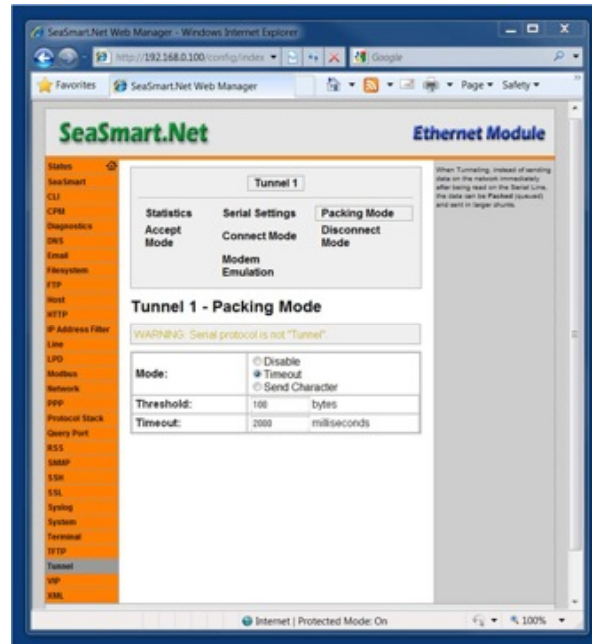 SeaSmart.Net Web Manager - Windows Internet Explorer
http://192.168.0.100/config/index
Google
Favorites
SeaSmart.Net Web Manager
Page
Safety
SeaSmart.Net
Ethernet Module
Status
SeaSmart
CLI
CPM
Diagnostics
DNS
Email
Filesystem
FTP
Host
HTTP
IP Address Filter
Line
LPD
Modbus
Network
PPP
Protocol Stack
Query Port
RSS
SNMP
SSH
SSL
Syslog
System
Terminal
TFTP
Tunnel
VIP
XML
Tunnel 1
Statistics
Serial Settings
Packing Mode
Accept Mode
Connect Mode
Disconnect Mode
Modem Emulation
Tunnel 1 - Packing Mode
WARNING: Serial protocol is not "Tunnel".
Mode:
Disable
Timeout
Send Character
Threshold: 100 bytes
Timeout: 2000 milliseconds
When Tunneling, instead of sending
data on the network immediately
after being read on the Serial Line,
the data can be Packed (queued)
and sent in larger chunks.
Internet | Protected Mode: On
100%